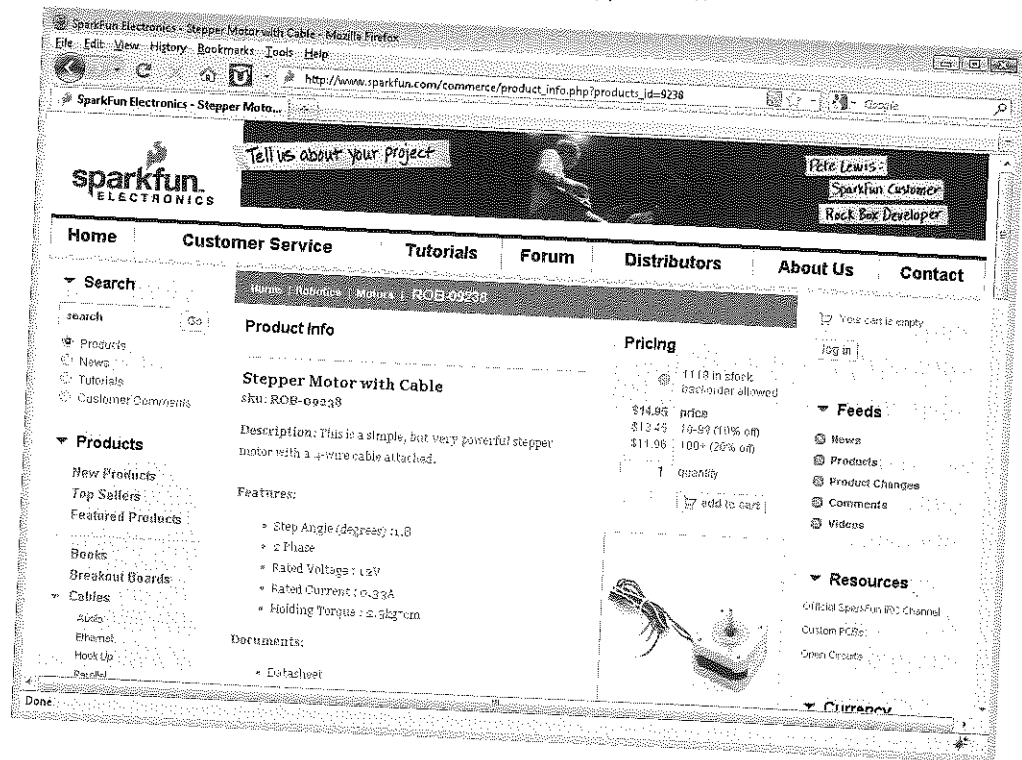 SparkFun Electronics - Stepper Motor with Cable - Mozilla Firefox
File Edit View History Bookmarks Tools Help
http://www.sparkfun.com/commerce/product_info.php?products_id=9238
Google
SparkFun Electronics - Stepper Moto...
sparkfun
ELECTRONICS
Tell us about your project
Pete Lewis -
SparkFun Customer
Rock Box Developer
Home Customer Service Tutorials Forum Distributors About Us Contact
Search
search Go
Products
News
Tutorials
Customer Comments
Products
New Products
Top Sellers
Featured Products
Books
Breakout Boards
Cables
Audio
Ethernet
Hook Up
Parallel
Home | Robotics | Motors | ROB-09238
Product Info
Stepper Motor with Cable
sku: ROB-09238
Description: This is a simple, but very powerful stepper
motor with a 4-wire cable attached.
Features:
Step Angle (degrees) :1.8
2 Phase
Rated Voltage : 12V
Rated Current : 0.33A
Holding Torque : 2.3kg*cm
Documents:
Datasheet
Pricing
1118 in stock
backorder allowed
$14.95 price
10-99 (10% off)
$11.96 100+ (20% off)
1 quantity
add to cart
Your cart is empty
log in
Feeds
News
Products
Product Changes
Comments
Videos
Resources
Official SparkFun IRC Channel
Custom PCBs
Open Circuits
Currency
Done